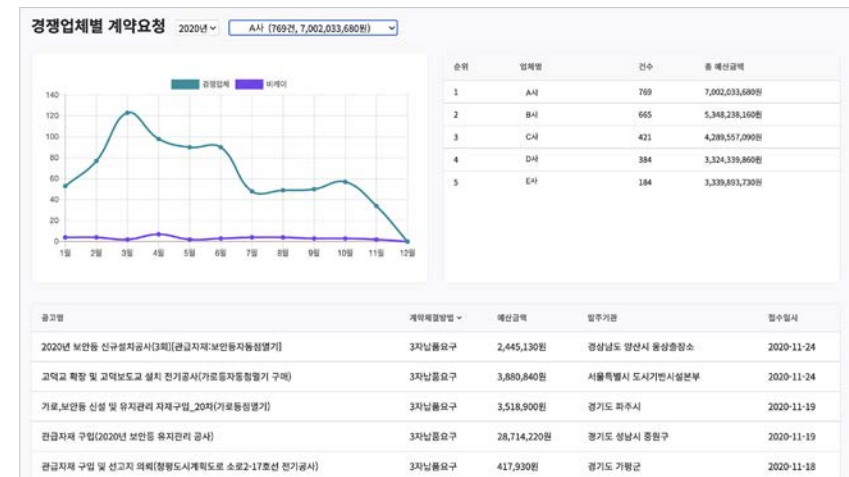 경쟁업체별 계약요청 2020년 A사 (769건, 7,002,033,680원)
경쟁업체 비케이
140
120
100
80
60
40
20
0
1월 2월 3월 4월 5월 6월 7월 8월 9월 10월 11월 12월
순위 업체명 건수 총 예산금액
1 A사 769 7,002,033,680원
2 B사 665 5,348,238,160원
3 C사 421 4,289,557,090원
4 D사 384 3,324,339,860원
5 E사 184 3,339,893,730원
공고명 계약체결방법 예산금액 발주기관 접수일시
2020년 보안등 신규설치공사(3회)[관급자재:보안등자동점멸기] 3자납품요구 2,445,130원 경상남도 양산시 웅상출장소 2020-11-24
고덕교 확장 및 고덕보도교 설치 전기공사(가로등자동점멸기 구매) 3자납품요구 3,880,840원 서울특별시 도시기반시설본부 2020-11-24
가로,보안등 신설 및 유지관리 자재구입_20차(가로등점멸기) 3자납품요구 3,518,900원 경기도 파주시 2020-11-19
관급자재 구입(2020년 보안등 유지관리 공사) 3자납품요구 28,714,220원 경기도 성남시 중원구 2020-11-19
관급자재 구입 및 선고지 의뢰(청평도시계획도로 소로2-17호선 전기공사) 3자납품요구 417,930원 경기도 가평군 2020-11-18